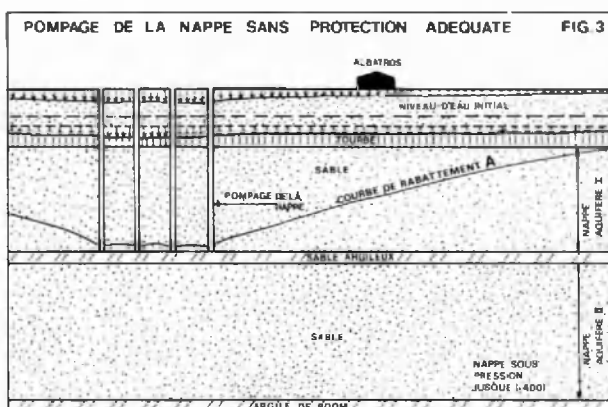 POMPAGE DE LA NAPPE SANS PROTECTION ADEQUATE FIG. 3
ALBATROS
NIVEAU D'EAU INITIAL
TOURBE
SABLE
COURBE DE RABATTEMENT A
POMPAGE DE LA
NAPPE
NAPPE
AQUIFERE I
SABLE ARGILEUX
SABLE
NAPPE
AQUIFERE II
NAPPE SOUS
PRESSION
JUSQUE (-400)
ARGILE DE BOOM